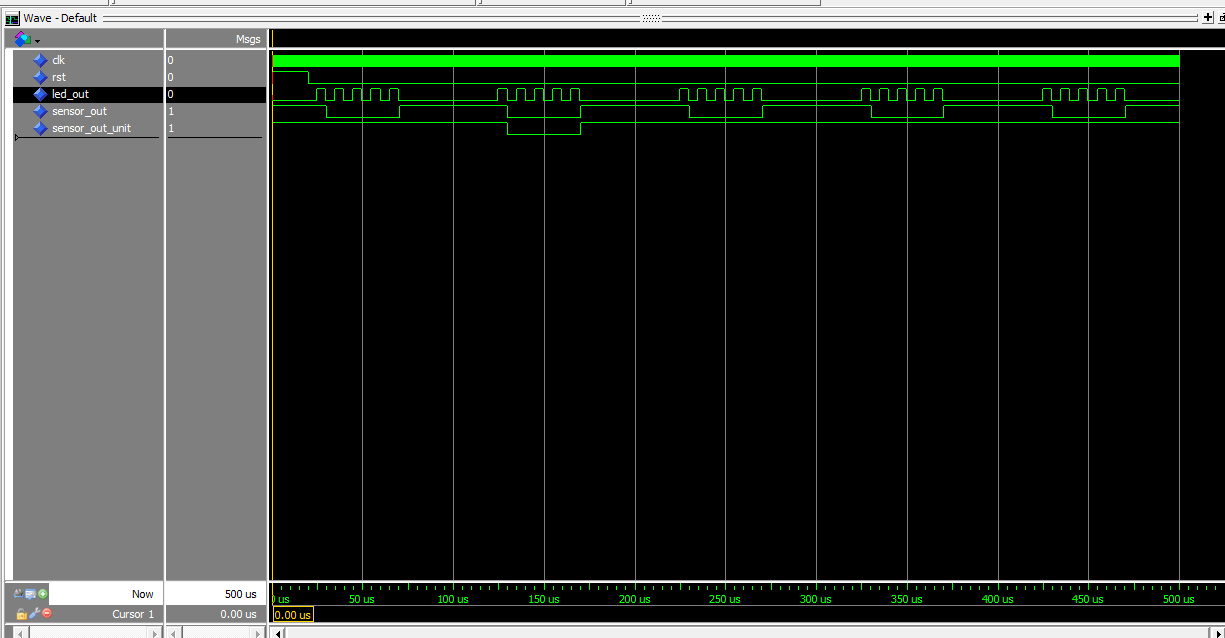 Wave - Default
Msgs
clk 0
rst 0
led_out 0
sensor_out 1
sensor_out_unit 1
Now 500 us
us 50 us 100 us 150 us 200 us 250 us 300 us 350 us 400 us 450 us 500 us
Cursor 1 0.00 us 0.00 us